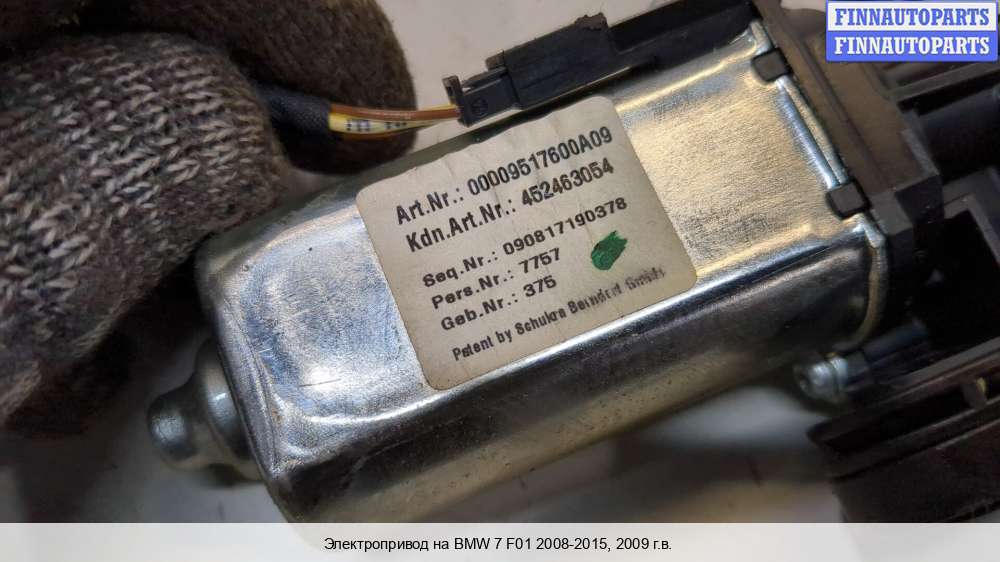 FINNAUTOPARTS
FINNAUTOPARTS
Art.Nr.: 00009517600A09
Kdn.Art.Nr.: 452463054
Seq.Nr.: 090817190378
Pers.Nr.: 7757
Geb.Nr.: 375
Patent by Schukra Berndorf GmbH
Электропривод на BMW 7 F01 2008-2015, 2009 г.в.